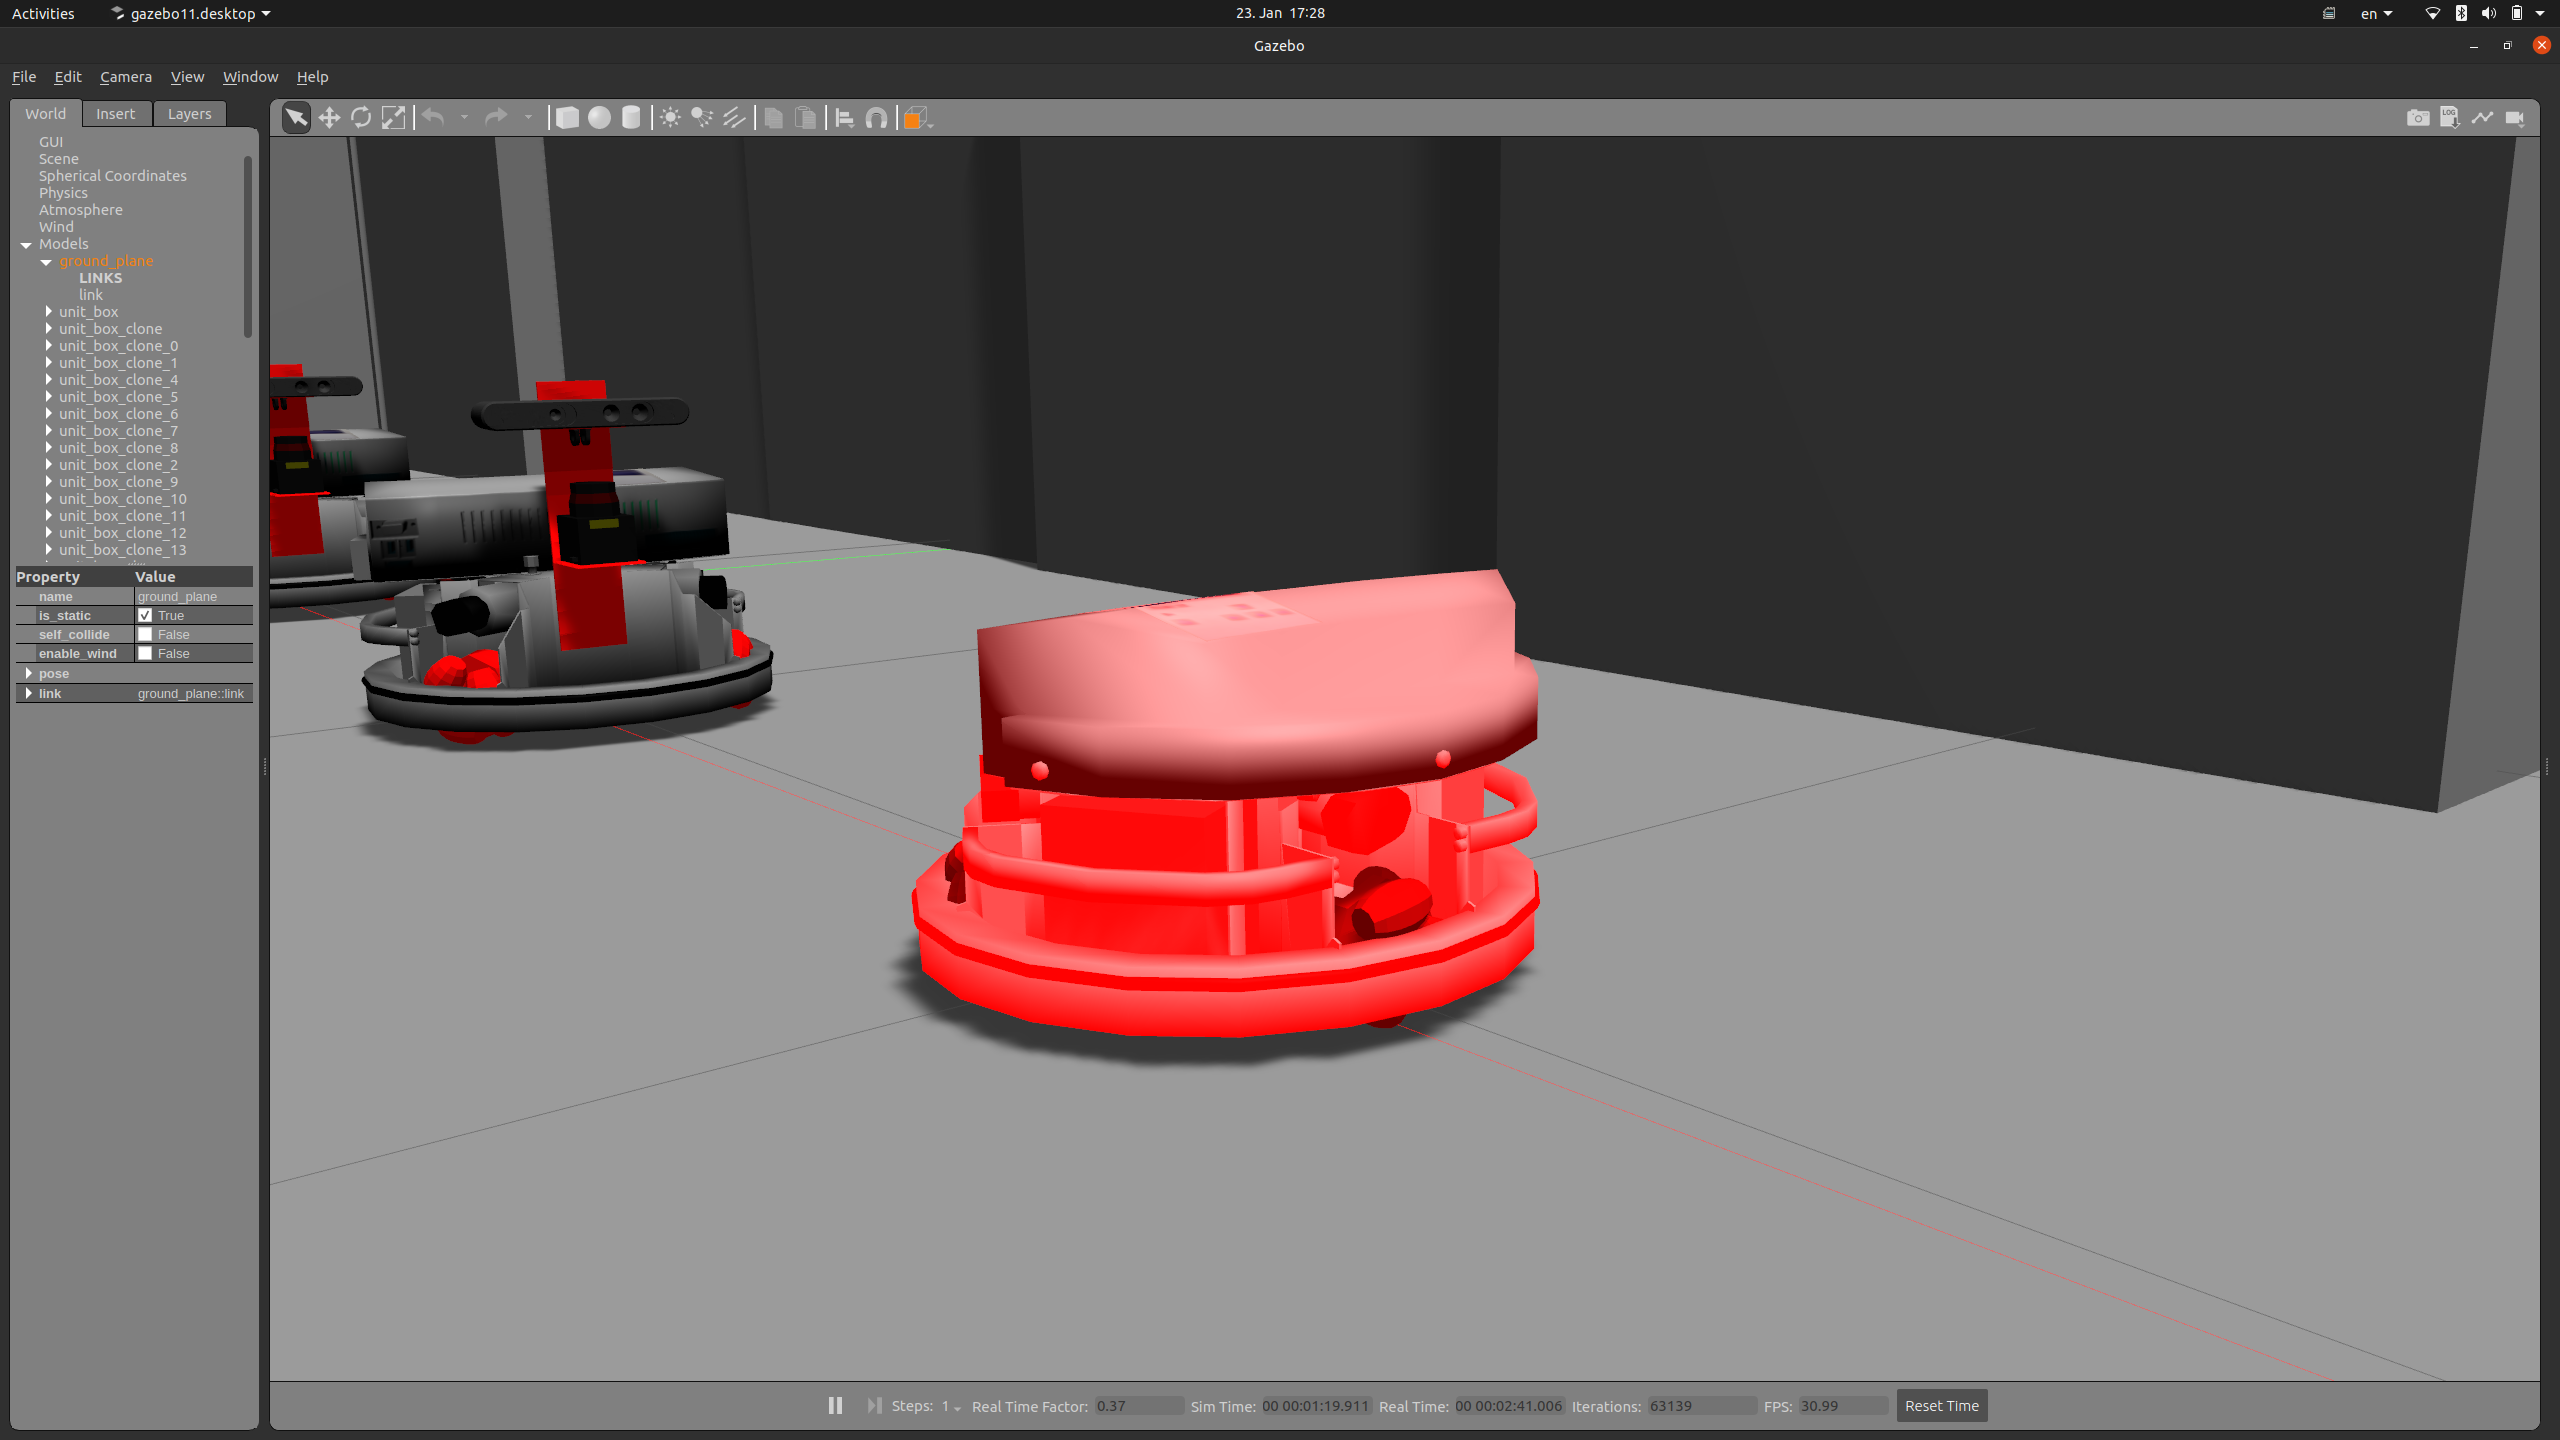 Activities gazebo11.desktop 23. Jan 17:28 en
Gazebo
File Edit Camera View Window Help
World Insert Layers
LOG
GUI
Scene
Spherical Coordinates
Physics
Atmosphere
Wind
Models
ground_plane
LINKS
link
unit_box
unit_box_clone
unit_box_clone_0
unit_box_clone_1
unit_box_clone_4
unit_box_clone_5
unit_box_clone_6
unit_box_clone_7
unit_box_clone_8
unit_box_clone_2
unit_box_clone_9
unit_box_clone_10
unit_box_clone_11
unit_box_clone_12
unit_box_clone_13
Property Value
name ground_plane
is_static True
self_collide False
enable_wind False
pose
link ground_plane::link
Steps: 1 Real Time Factor: 0.37 Sim Time: 00 00:01:19.911 Real Time: 00 00:02:41.006 Iterations: 63139 FPS: 30.99 Reset Time